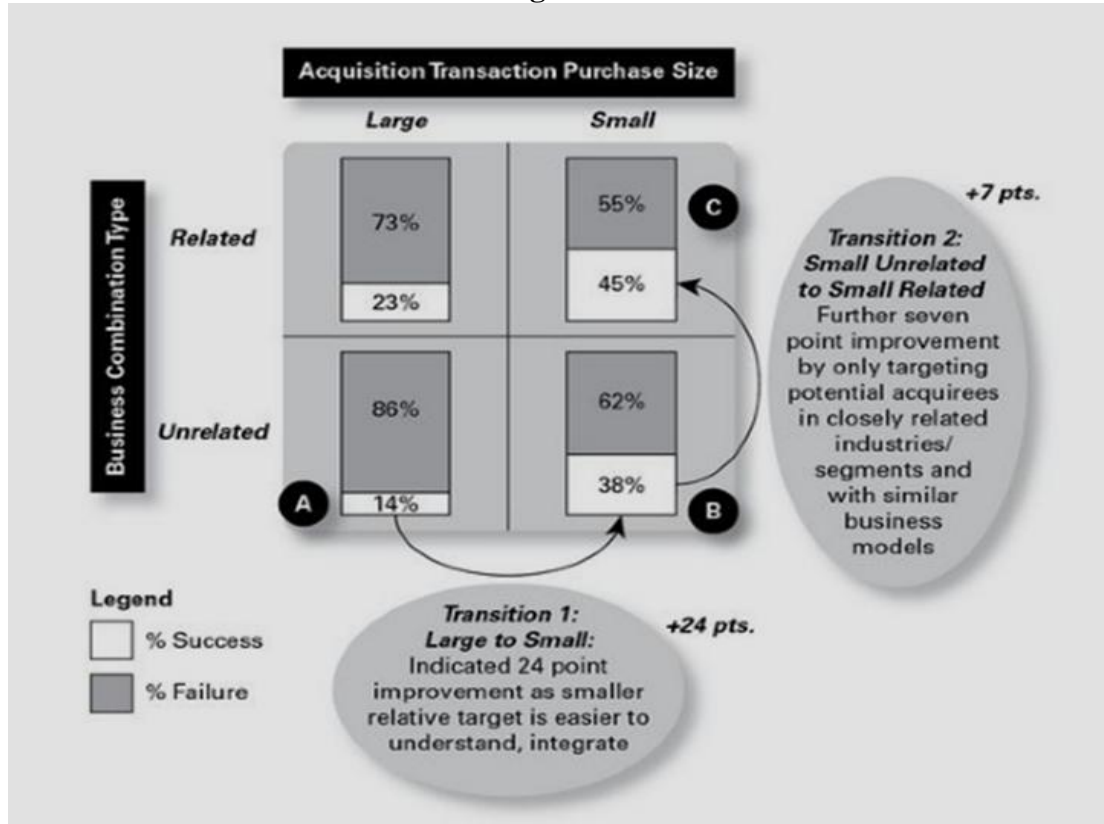 Acquisition Transaction Purchase Size
Large
Small
Business Combination Type
Related
73%
23%
55%
45%
C
Unrelated
86%
14%
A
62%
38%
B
+7 pts.
Transition 2:
Small Unrelated
to Small Related
Further seven
point improvement
by only targeting
potential acquirees
in closely related
industries/
segments and
with similar
business
models
Legend
% Success
% Failure
Transition 1:
Large to Small:
Indicated 24 point
improvement as smaller
relative target is easier to
understand, integrate
+24 pts.